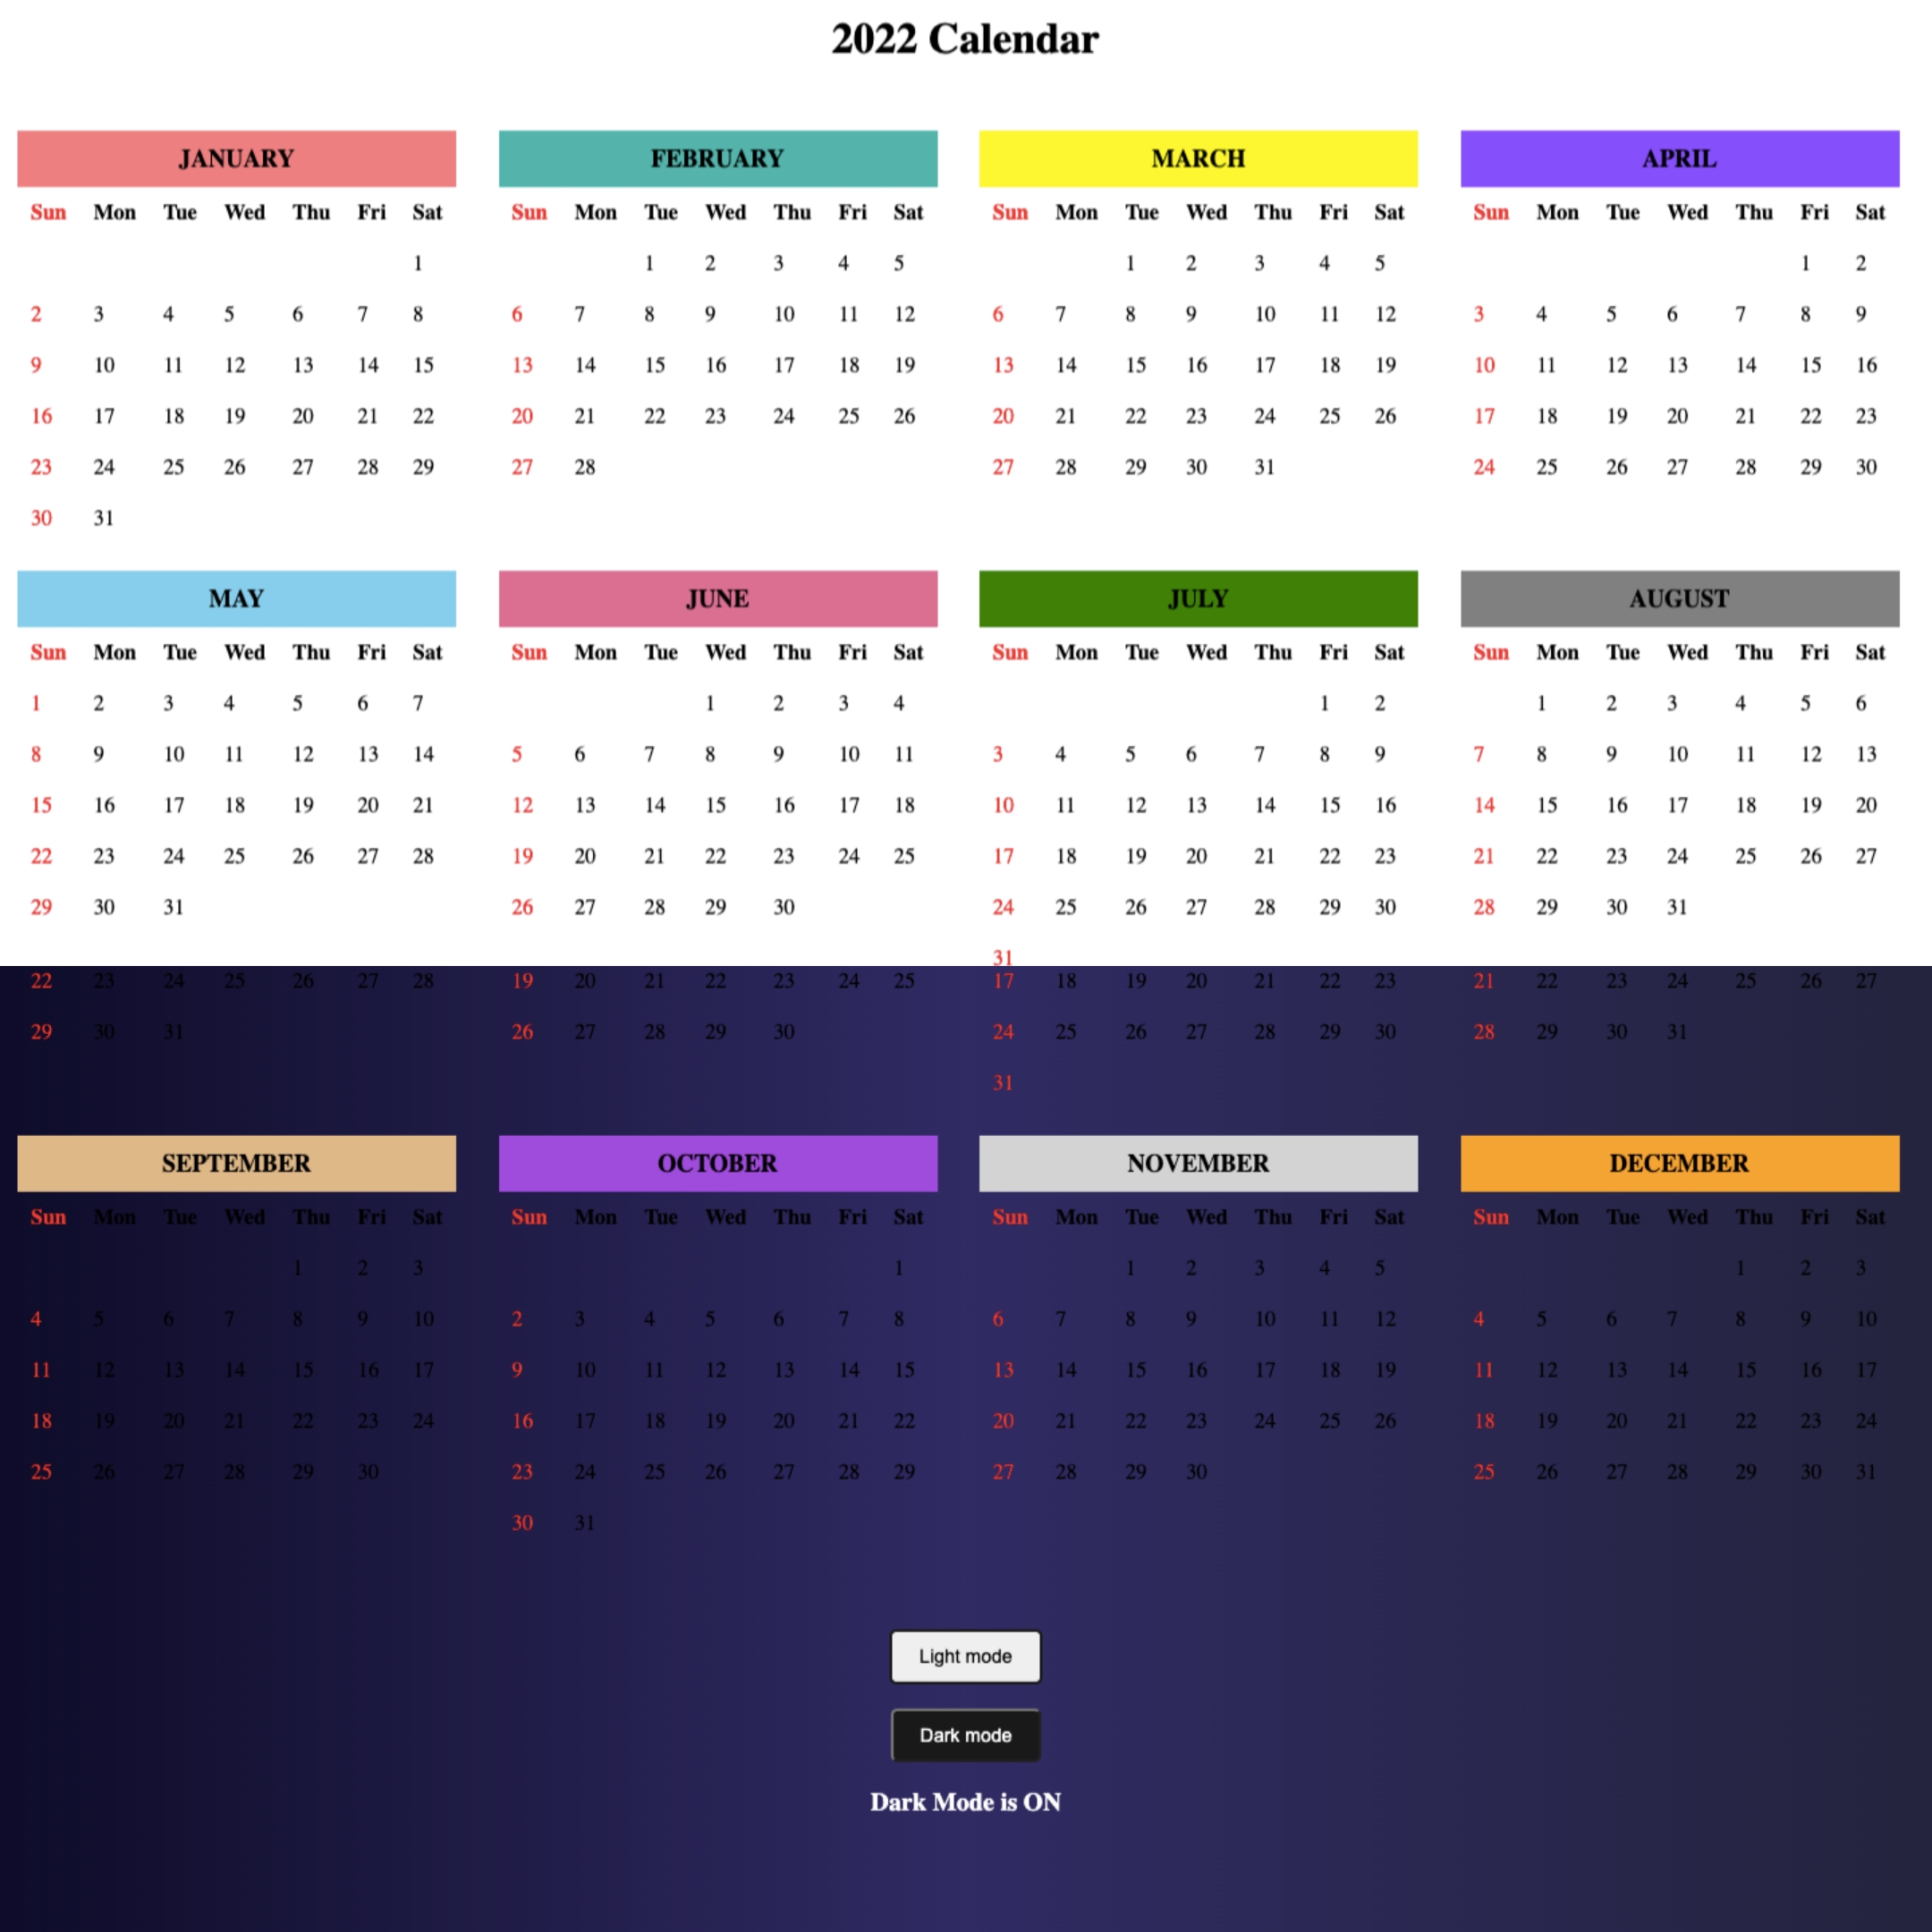 2022 Calendar
JANUARY FEBRUARY MARCH APRIL
Sun Mon Tue Wed Thu Fri Sat Sun Mon Tue Wed Thu Fri Sat Sun Mon Tue Wed Thu Fri Sat Sun Mon Tue Wed Thu Fri Sat
1 1 2 3 4 5 1 2 3 4 5 1 2
2 3 4 5 6 7 8 6 7 8 9 10 11 12 6 7 8 9 10 11 12 3 4 5 6 7 8 9
9 10 11 12 13 14 15 13 14 15 16 17 18 19 13 14 15 16 17 18 19 10 11 12 13 14 15 16
16 17 18 19 20 21 22 20 21 22 23 24 25 26 20 21 22 23 24 25 26 17 18 19 20 21 22 23
23 24 25 26 27 28 29 27 28 27 28 29 30 31 24 25 26 27 28 29 30
30 31
MAY JUNE JULY AUGUST
Sun Mon Tue Wed Thu Fri Sat Sun Mon Tue Wed Thu Fri Sat Sun Mon Tue Wed Thu Fri Sat Sun Mon Tue Wed Thu Fri Sat
1 2 3 4 5 6 7 1 2 3 4 1 2 1 2 3 4 5 6
8 9 10 11 12 13 14 5 6 7 8 9 10 11 3 4 5 6 7 8 9 7 8 9 10 11 12 13
15 16 17 18 19 20 21 12 13 14 15 16 17 18 10 11 12 13 14 15 16 14 15 16 17 18 19 20
22 23 24 25 26 27 28 19 20 21 22 23 24 25 17 18 19 20 21 22 23 21 22 23 24 25 26 27
29 30 31 26 27 28 29 30 24 25 26 27 28 29 30 28 29 30 31
31
22 23 24 25 26 27 28 19 20 21 22 23 24 25 17 18 19 20 21 22 23 21 22 23 24 25 26 27
29 30 31 26 27 28 29 30 24 25 26 27 28 29 30 28 29 30 31
31
SEPTEMBER OCTOBER NOVEMBER DECEMBER
Sun Mon Tue Wed Thu Fri Sat Sun Mon Tue Wed Thu Fri Sat Sun Mon Tue Wed Thu Fri Sat Sun Mon Tue Wed Thu Fri Sat
1 2 3 1 1 2 3 4 5 1 2 3
4 5 6 7 8 9 10 2 3 4 5 6 7 8 6 7 8 9 10 11 12 4 5 6 7 8 9 10
11 12 13 14 15 16 17 9 10 11 12 13 14 15 13 14 15 16 17 18 19 11 12 13 14 15 16 17
18 19 20 21 22 23 24 16 17 18 19 20 21 22 20 21 22 23 24 25 26 18 19 20 21 22 23 24
25 26 27 28 29 30 23 24 25 26 27 28 29 27 28 29 30 25 26 27 28 29 30 31
30 31
Light mode
Dark mode
Dark Mode is ON